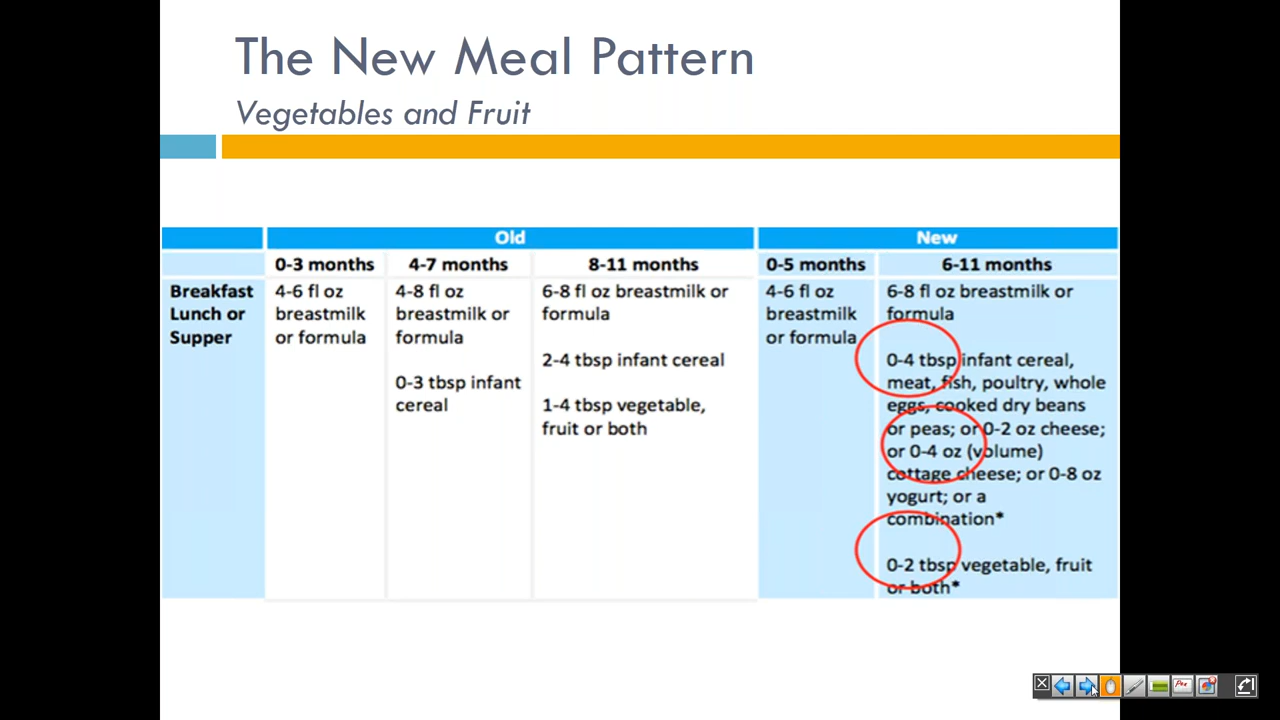 The New Meal Pattern
Vegetables and Fruit
Old
New
0-3 months
4-7 months
8-11 months
0-5 months
6-11 months
Breakfast
Lunch or
Supper
4-6 fl oz
breastmilk
or formula
4-8 fl oz
breastmilk or
formula
0-3 tbsp infant
cereal
6-8 fl oz breastmilk or
formula
2-4 tbsp infant cereal
1-4 tbsp vegetable,
fruit or both
4-6 fl oz
breastmilk
or formula
6-8 fl oz breastmilk or
formula
0-4 tbsp infant cereal,
meat, fish, poultry, whole
eggs, cooked dry beans
or peas; or 0-2 oz cheese;
or 0-4 oz (volume)
cottage cheese; or 0-8 oz
yogurt; or a
combination*
0-2 tbsp vegetable, fruit
or both*